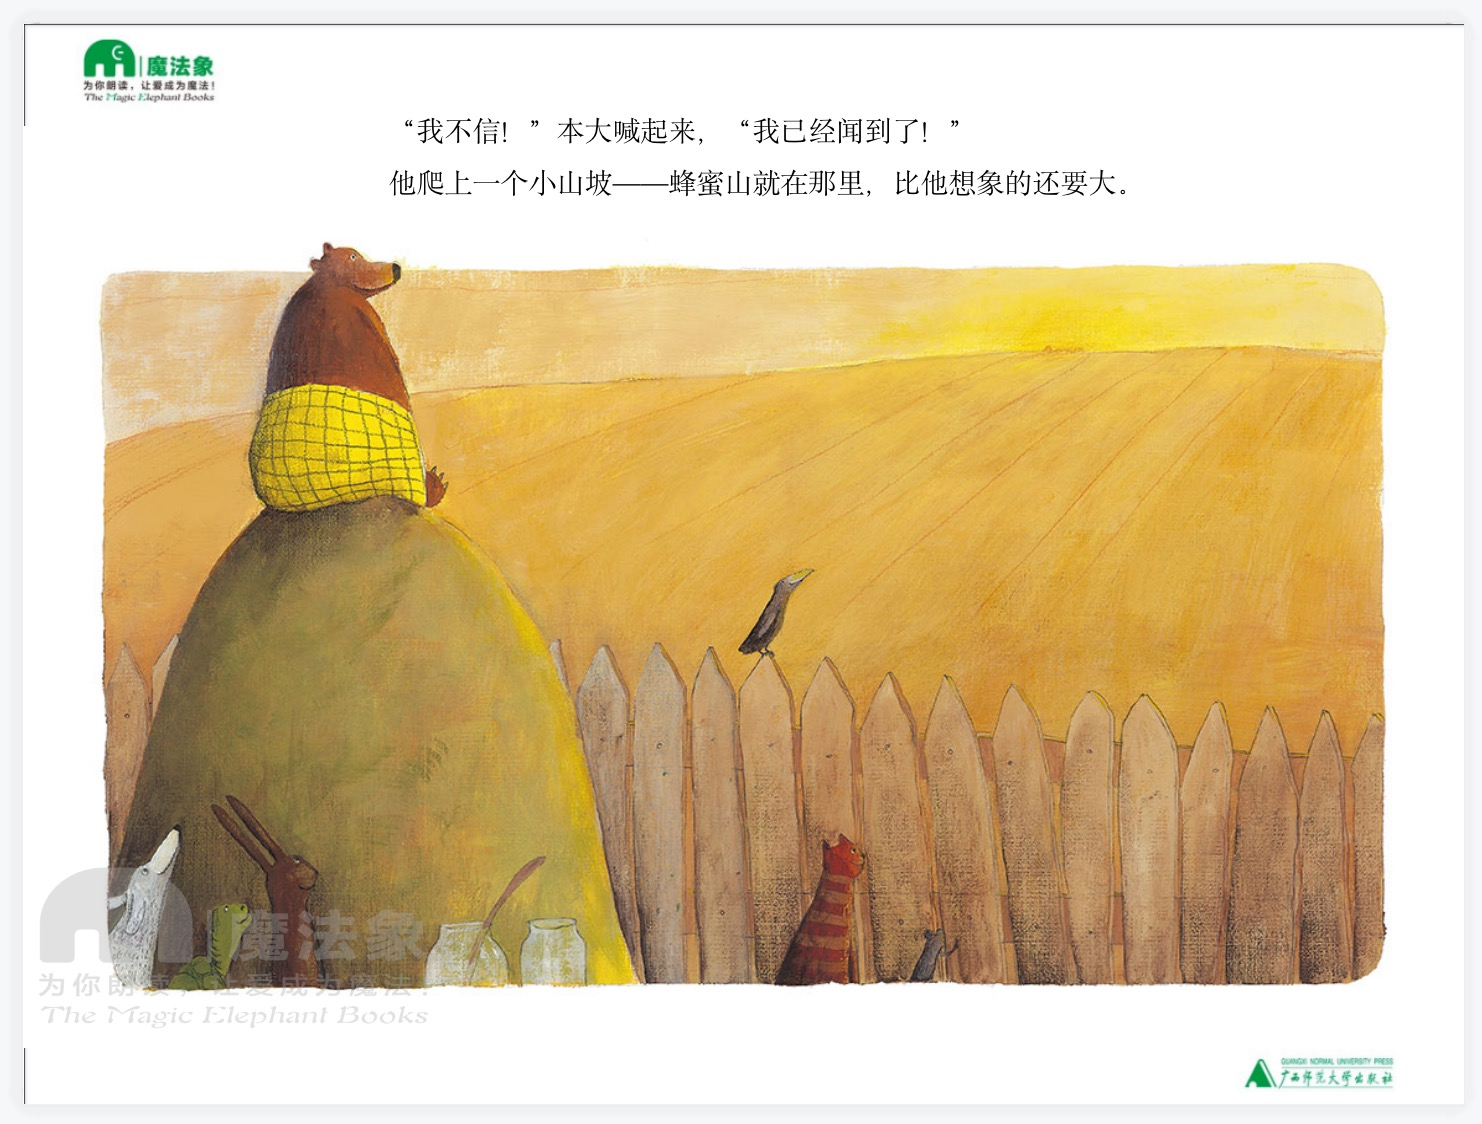 魔法象
为你朗读，让爱成为魔法！
The Magic Elephant Books
“我不信！”本大喊起来，“我已经闻到了！”
他爬上一个小山坡——蜂蜜山就在那里，比他想象的还要大。
魔法象
为你朗读，让爱成为魔法！
The Magic Elephant Books
GUANGXI NORMAL UNIVERSITY PRESS
广西师范大学出版社